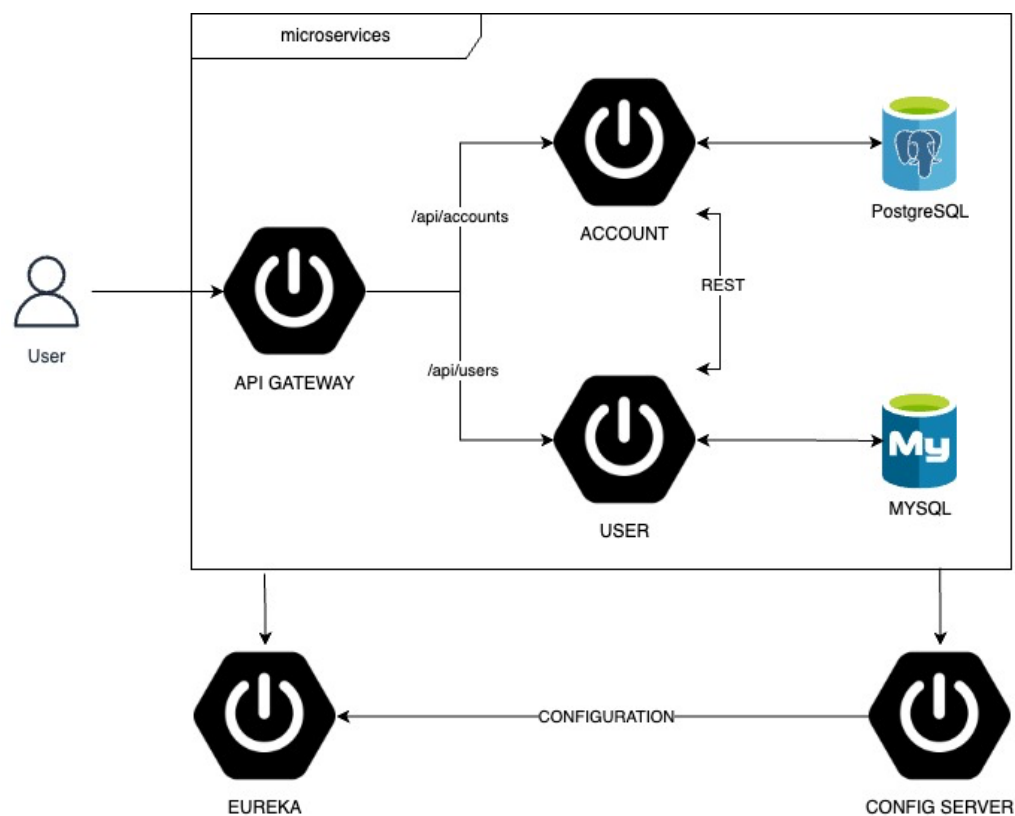 microservices
/api/accounts
ACCOUNT
PostgreSQL
REST
User
API GATEWAY
/api/users
My
MYSQL
USER
CONFIGURATION
EUREKA
CONFIG SERVER